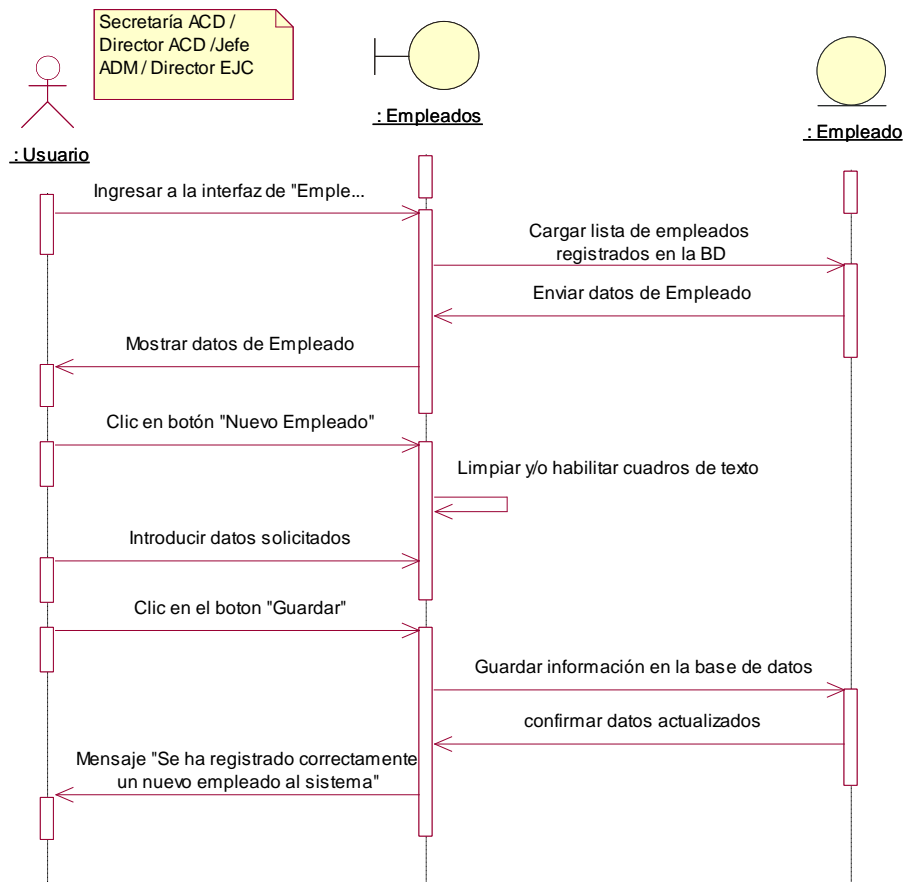 Secretaría ACD /
Director ACD /Jefe
ADM / Director EJC
: Empleados
: Empleado
: Usuario
Ingresar a la interfaz de "Emple...
Cargar lista de empleados
registrados en la BD
Enviar datos de Empleado
Mostrar datos de Empleado
Clic en botón "Nuevo Empleado"
Limpiar y/o habilitar cuadros de texto
Introducir datos solicitados
Clic en el boton "Guardar"
Guardar información en la base de datos
confirmar datos actualizados
Mensaje "Se ha registrado correctamente
un nuevo empleado al sistema"